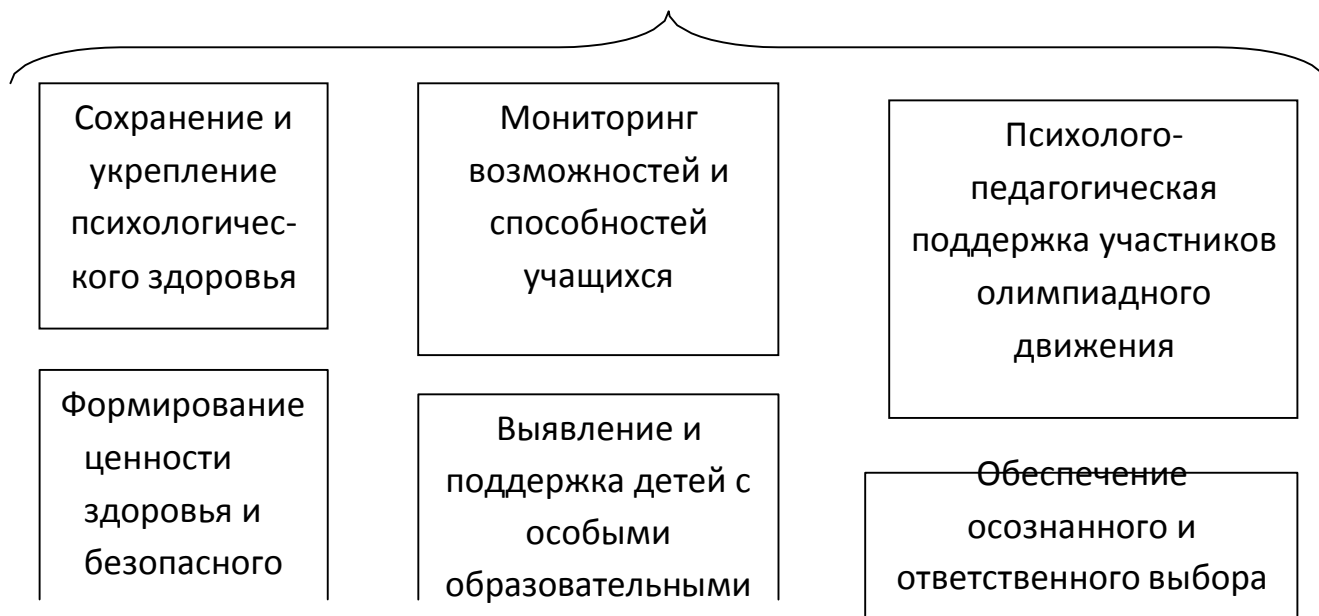 Сохранение и
укрепление
психологичес-
кого здоровья
Мониторинг
возможностей и
способностей
учащихся
Психолого-
педагогическая
поддержка участников
олимпиадного
движения
Формирование
ценности
здоровья и
безопасного
Выявление и
поддержка детей с
особыми
образовательными
Обеспечение
осознанного и
ответственного выбора